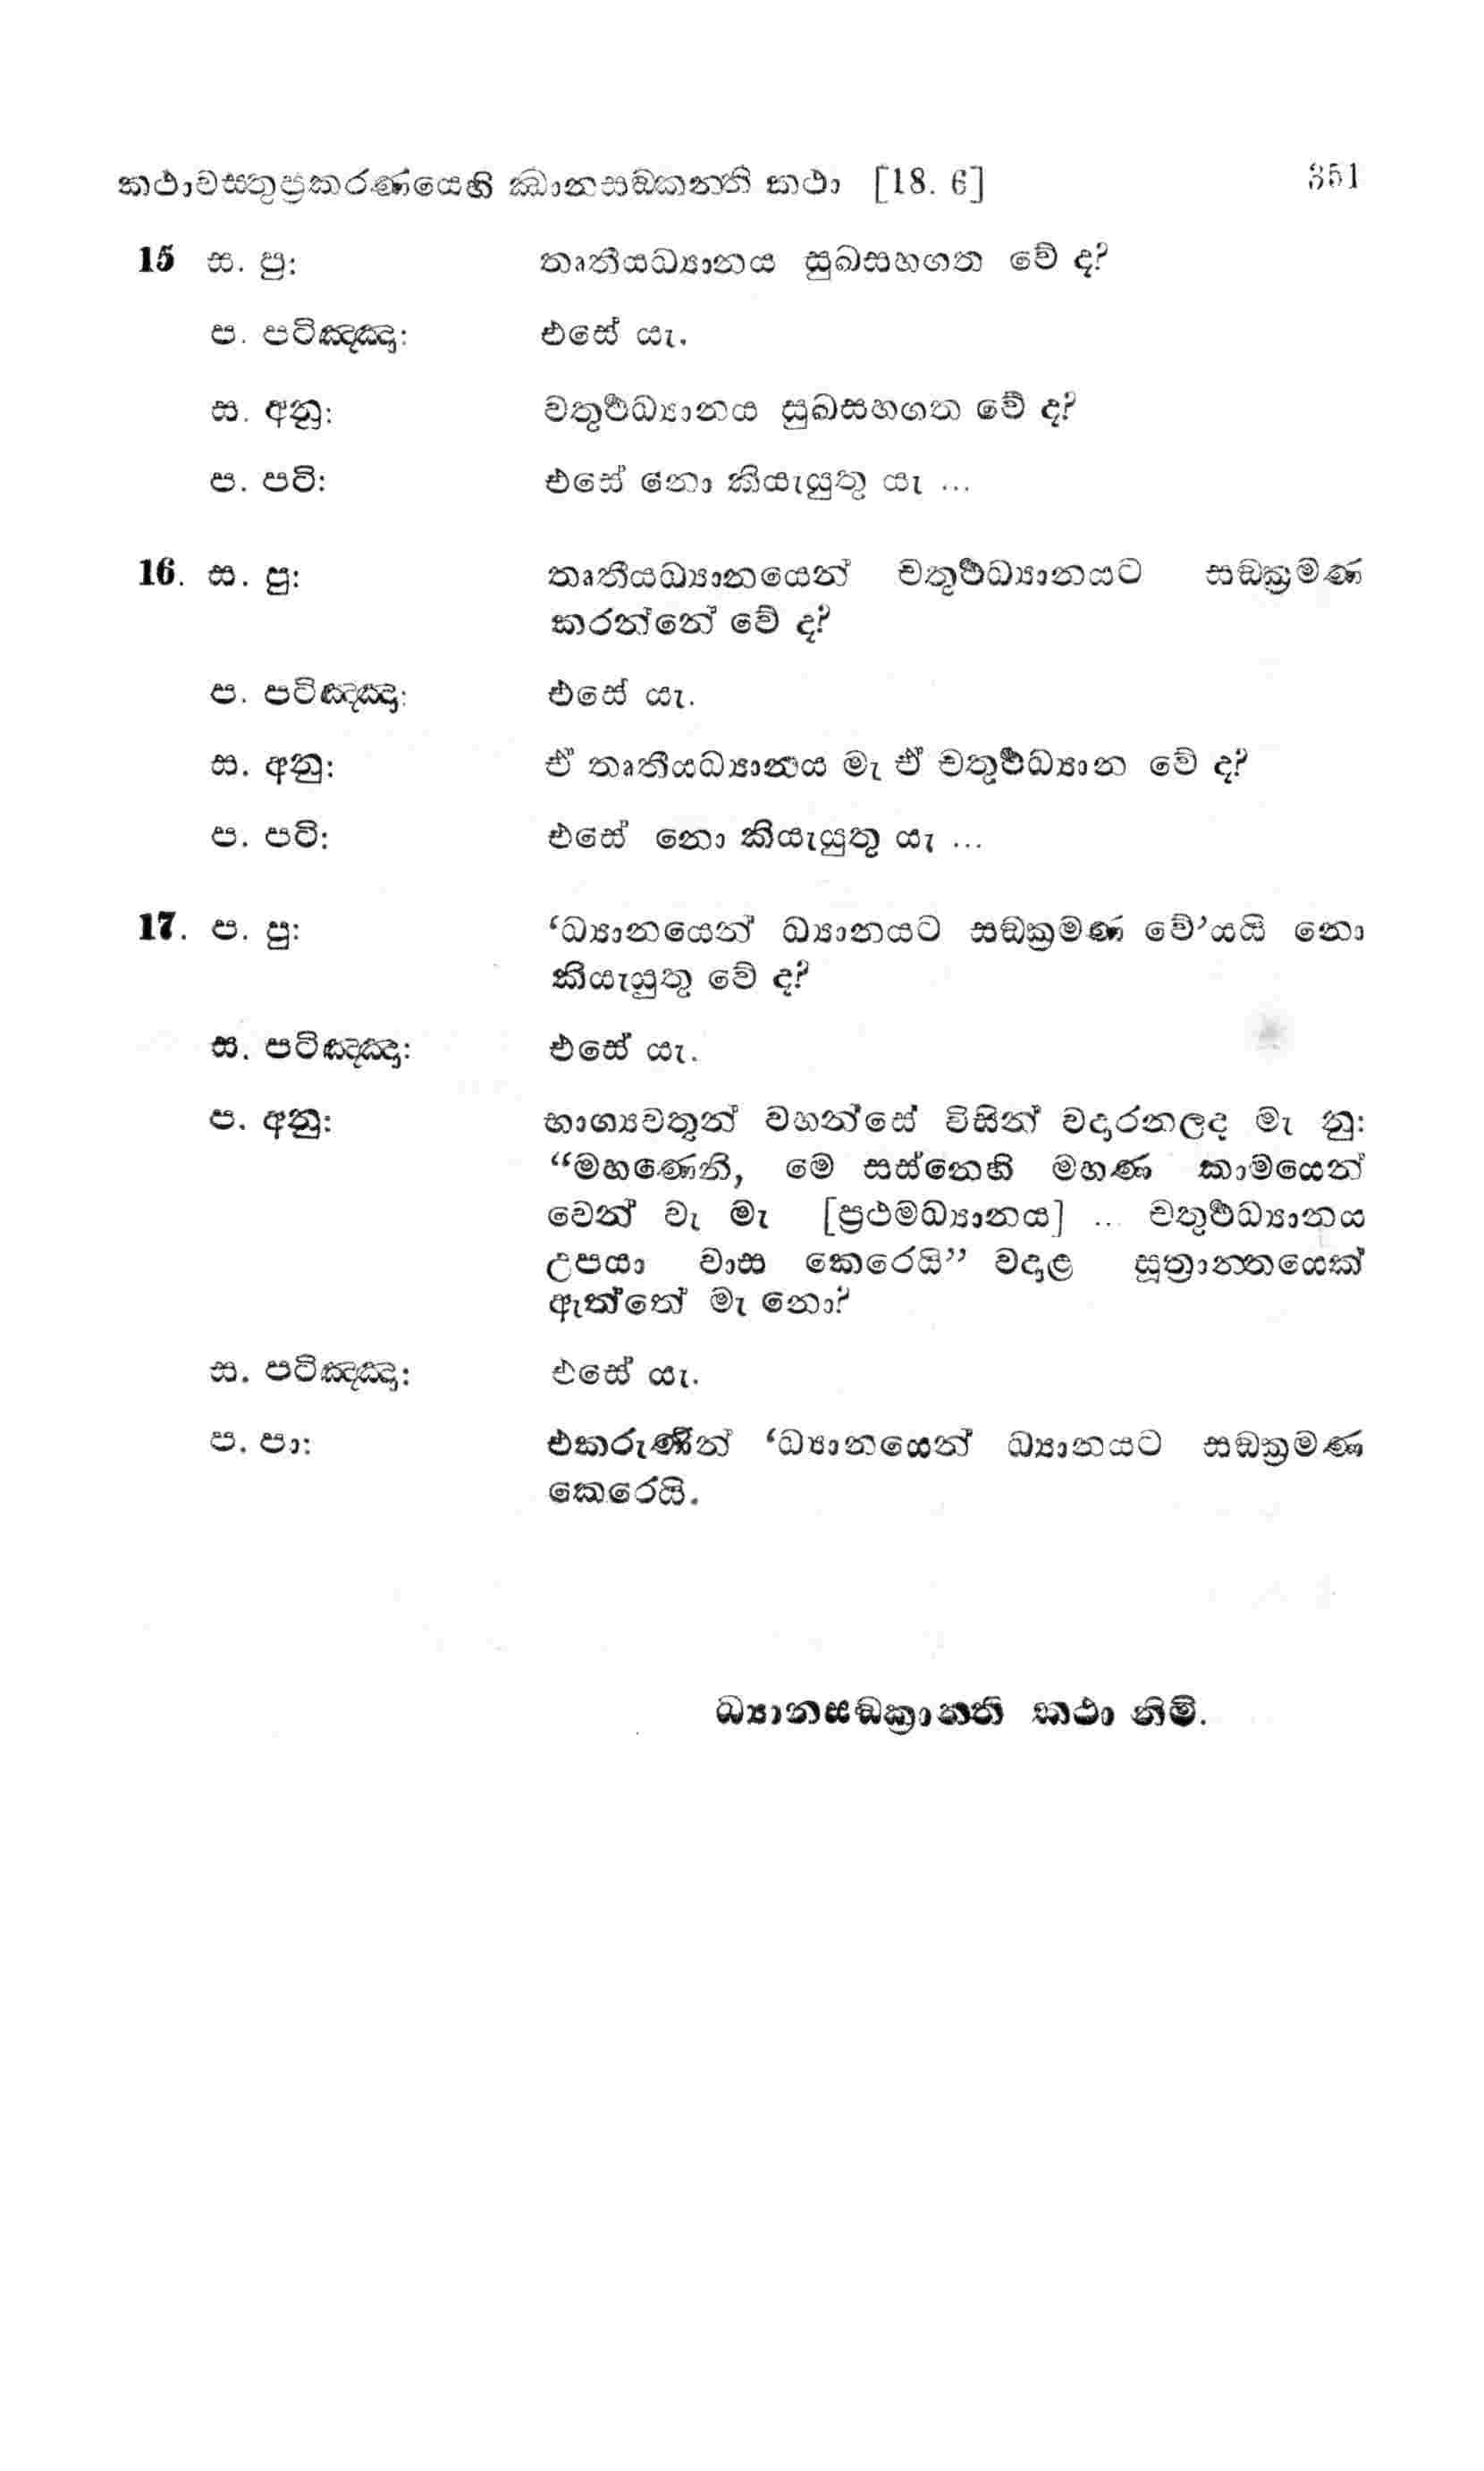 කථාවස්තුප්‍රකරණයෙහි ඣානසඞ්කන්ති කථා [18. 6] 351
15 ස. පු: තෘතීයධ්‍යානය සුඛසහගත වේ ද?
ප. පටිඤ්ඤා: එසේ යැ.
ස. අනු: චතුර්ථධ්‍යානය සුඛසහගත වේ ද?
ප. පටි: එසේ නො කියැයුතු යැ ...
16. ස. පු: තෘතීයධ්‍යානයෙන් චතුර්ථධ්‍යානයට සඞ්ක්‍රමණ
කරන්නේ වේ ද?
ප. පටිඤ්ඤා: එසේ යැ.
ස. අනු: ඒ තෘතීයධ්‍යානය මැ ඒ චතුර්ථධ්‍යාන වේ ද?
ප. පටි: එසේ නො කියැයුතු යැ ...
17. ප. පු: ‘ධ්‍යානයෙන් ධ්‍යානයට සඞ්ක්‍රමණ වේ’යයි නො
කියැයුතු වේ ද?
ස. පටිඤ්ඤා: එසේ යැ.
ප. අනු: භාග්‍යවතුන් වහන්සේ විසින් වදාරනලද මැ නු:
“මහණෙනි, මේ සස්නෙහි මහණ කාමයෙන්
වෙන් වැ මැ [ප්‍රථමධ්‍යානය] ... චතුර්ථධ්‍යානය
උපයා වාස කෙරෙයි” වදාළ සූත්‍රාන්තයෙක්
ඇත්තේ මැ නො?
ස. පටිඤ්ඤා: එසේ යැ.
ප. පා: එකරුණින් ‘ධ්‍යානයෙන් ධ්‍යානයට සඞ්ක්‍රමණ
කෙරෙයි.
ධ්‍යානසඞ්ක්‍රාන්ති කථා නිමි.